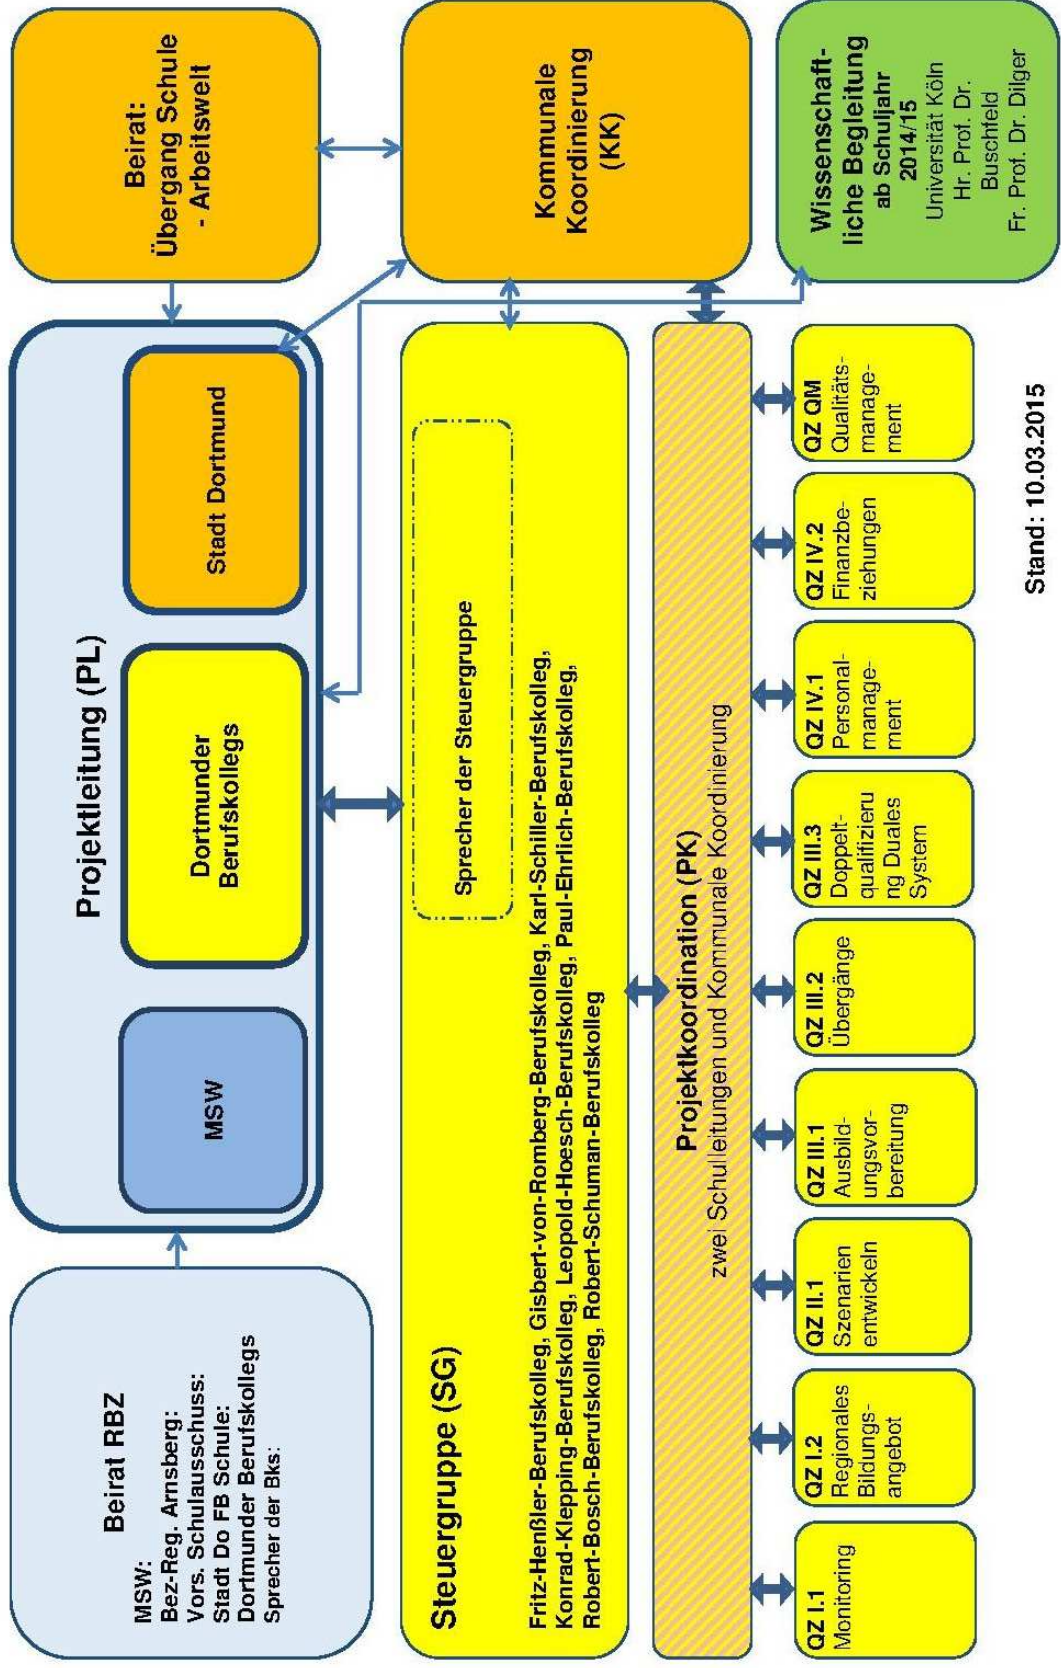 Beirat RBZ
MSW:
Bez-Reg. Arnsberg:
Vors. Schulausschuss:
Stadt Do FB Schule:
Dortmunder Berufskollegs
Sprecher der Bks:
Projektleitung (PL)
MSW
Dortmunder
Berufskollegs
Stadt Dortmund
Beirat:
Übergang Schule
- Arbeitswelt
Steuergruppe (SG)
Sprecher der Steuergruppe
Fritz-Henßler-Berufskolleg, Gisbert-von-Romberg-Berufskolleg, Karl-Schiller-Berufskolleg,
Konrad-Klepping-Berufskolleg, Leopold-Hoesch-Berufskolleg, Paul-Ehrlich-Berufskolleg,
Robert-Bosch-Berufskolleg, Robert-Schuman-Berufskolleg
Kommunale
Koordinierung
(KK)
Projektkoordination (PK)
zwei Schulleitungen und Kommunale Koordinierung
Wissenschaft-
liche Begleitung
ab Schuljahr
2014/15
Universität Köln
Hr. Prof. Dr.
Buschfeld
Fr. Prof. Dr. Dilger
QZ I.1
Monitoring
QZ I.2
Regionales
Bildungs-
angebot
QZ II.1
Szenarien
entwickeln
QZ III.1
Ausbild-
ungsvor-
bereitung
QZ III.2
Übergänge
QZ III.3
Doppelt-
qualifizieru
ng Duales
System
QZ IV.1
Personal-
manage-
ment
QZ IV.2
Finanzbe-
ziehungen
QZ QM
Qualitäts-
manage-
ment
Stand: 10.03.2015